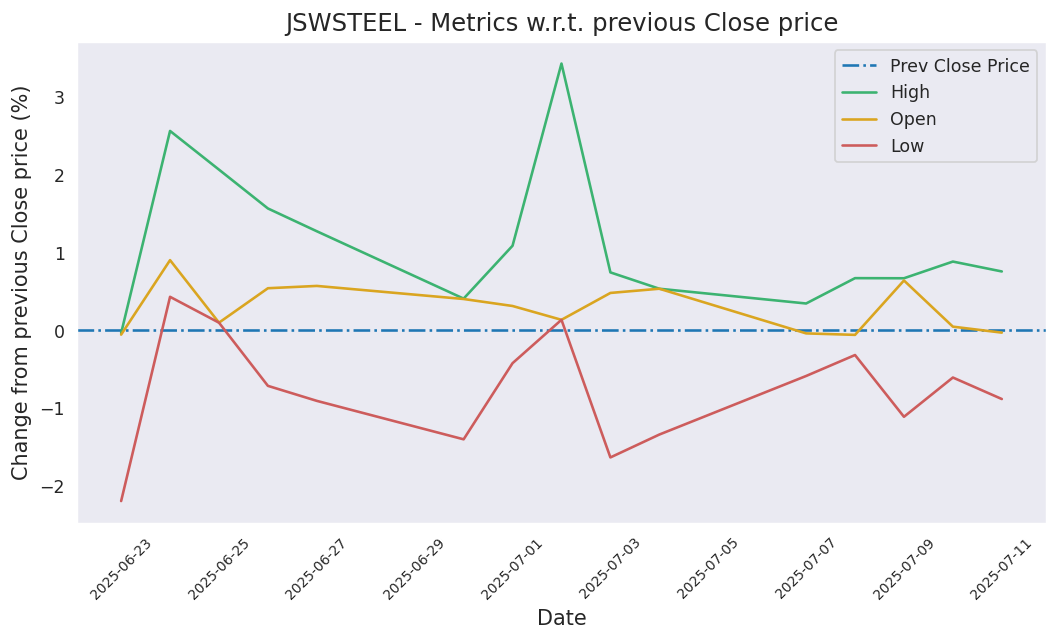 JSWSTEEL - Metrics w.r.t. previous Close price
Change from previous Close price (%)
3
2
1
0
−1
−2
Prev Close Price
High
Open
Low
2025-06-23
2025-06-25
2025-06-27
2025-06-29
2025-07-01
2025-07-03
2025-07-05
2025-07-07
2025-07-09
2025-07-11
Date